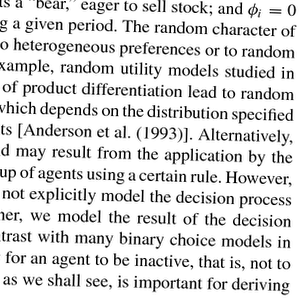 ts a "bear," eager to sell stock; and ϕi = 0
g a given period. The random character of
o heterogeneous preferences or to random
xample, random utility models studied in
of product differentiation lead to random
which depends on the distribution specified
ts [Anderson et al. (1993)]. Alternatively,
d may result from the application by the
up of agents using a certain rule. However,
not explicitly model the decision process
her, we model the result of the decision
trast with many binary choice models in
for an agent to be inactive, that is, not to
as we shall see, is important for deriving